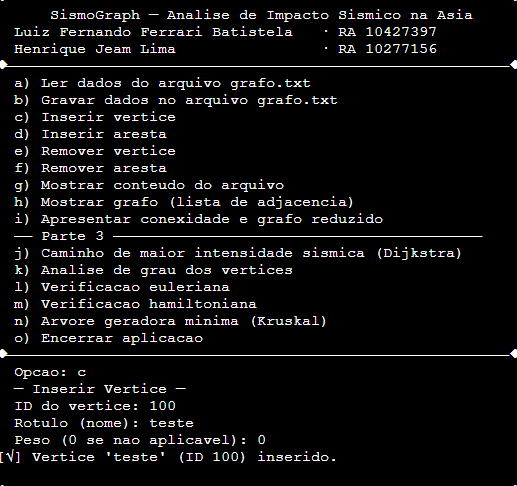 SismoGraph — Analise de Impacto Sismico na Asia
Luiz Fernando Ferrari Batistela · RA 10427397
Henrique Jeam Lima · RA 10277156
a) Ler dados do arquivo grafo.txt
b) Gravar dados no arquivo grafo.txt
c) Inserir vertice
d) Inserir aresta
e) Remover vertice
f) Remover aresta
g) Mostrar conteudo do arquivo
h) Mostrar grafo (lista de adjacencia)
i) Apresentar conexidade e grafo reduzido
── Parte 3 ──────────────────────────
j) Caminho de maior intensidade sismica (Dijkstra)
k) Analise de grau dos vertices
l) Verificacao euleriana
m) Verificacao hamiltoniana
n) Arvore geradora minima (Kruskal)
o) Encerrar aplicacao
Opcao: c
─ Inserir Vertice ─
ID do vertice: 100
Rotulo (nome): teste
Peso (0 se nao aplicavel): 0
[√] Vertice 'teste' (ID 100) inserido.